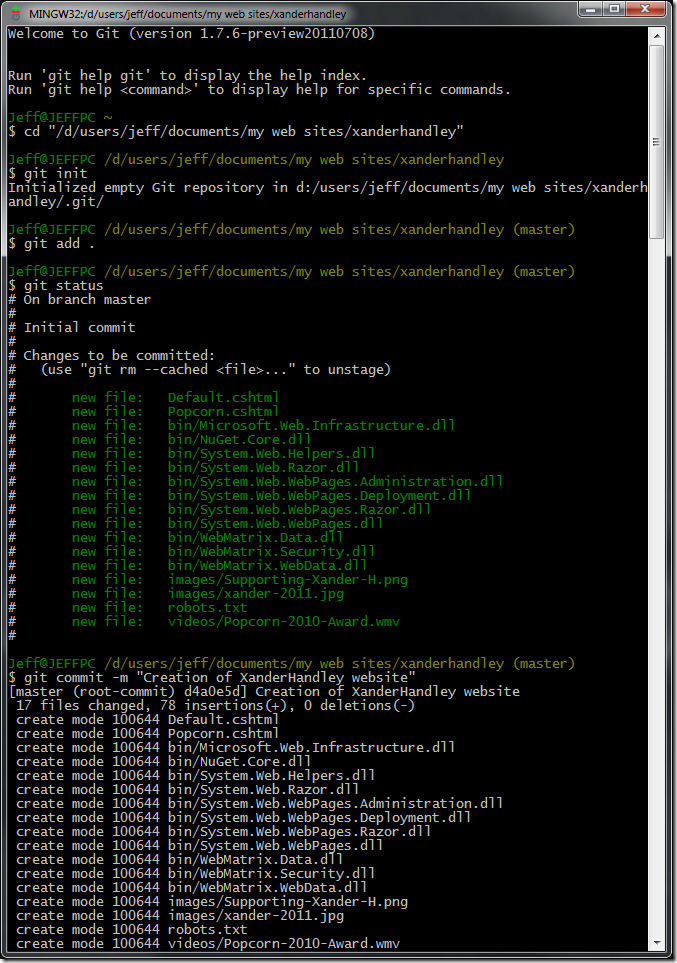 MINGW32:/d/users/jeff/documents/my web sites/xanderhandley
Welcome to Git (version 1.7.6-preview20110708)
Run 'git help git' to display the help index.
Run 'git help <command>' to display help for specific commands.
Jeff@JEFFPC ~
$ cd "/d/users/jeff/documents/my web sites/xanderhandley"
Jeff@JEFFPC /d/users/jeff/documents/my web sites/xanderhandley
$ git init
Initialized empty Git repository in d:/users/jeff/documents/my web sites/xanderh
andley/.git/
Jeff@JEFFPC /d/users/jeff/documents/my web sites/xanderhandley (master)
$ git add .
Jeff@JEFFPC /d/users/jeff/documents/my web sites/xanderhandley (master)
$ git status
# On branch master
#
# Initial commit
#
# Changes to be committed:
#   (use "git rm --cached <file>..." to unstage)
#
#       new file:   Default.cshtml
#       new file:   Popcorn.cshtml
#       new file:   bin/Microsoft.Web.Infrastructure.dll
#       new file:   bin/NuGet.Core.dll
#       new file:   bin/System.Web.Helpers.dll
#       new file:   bin/System.Web.Razor.dll
#       new file:   bin/System.Web.WebPages.Administration.dll
#       new file:   bin/System.Web.WebPages.Deployment.dll
#       new file:   bin/System.Web.WebPages.Razor.dll
#       new file:   bin/System.Web.WebPages.dll
#       new file:   bin/WebMatrix.Data.dll
#       new file:   bin/WebMatrix.Security.dll
#       new file:   bin/WebMatrix.WebData.dll
#       new file:   images/Supporting-Xander-H.png
#       new file:   images/xander-2011.jpg
#       new file:   robots.txt
#       new file:   videos/Popcorn-2010-Award.wmv
#
Jeff@JEFFPC /d/users/jeff/documents/my web sites/xanderhandley (master)
$ git commit -m "Creation of XanderHandley website"
[master (root-commit) d4a0e5d] Creation of XanderHandley website
 17 files changed, 78 insertions(+), 0 deletions(-)
 create mode 100644 Default.cshtml
 create mode 100644 Popcorn.cshtml
 create mode 100644 bin/Microsoft.Web.Infrastructure.dll
 create mode 100644 bin/NuGet.Core.dll
 create mode 100644 bin/System.Web.Helpers.dll
 create mode 100644 bin/System.Web.Razor.dll
 create mode 100644 bin/System.Web.WebPages.Administration.dll
 create mode 100644 bin/System.Web.WebPages.Deployment.dll
 create mode 100644 bin/System.Web.WebPages.Razor.dll
 create mode 100644 bin/System.Web.WebPages.dll
 create mode 100644 bin/WebMatrix.Data.dll
 create mode 100644 bin/WebMatrix.Security.dll
 create mode 100644 bin/WebMatrix.WebData.dll
 create mode 100644 images/Supporting-Xander-H.png
 create mode 100644 images/xander-2011.jpg
 create mode 100644 robots.txt
 create mode 100644 videos/Popcorn-2010-Award.wmv